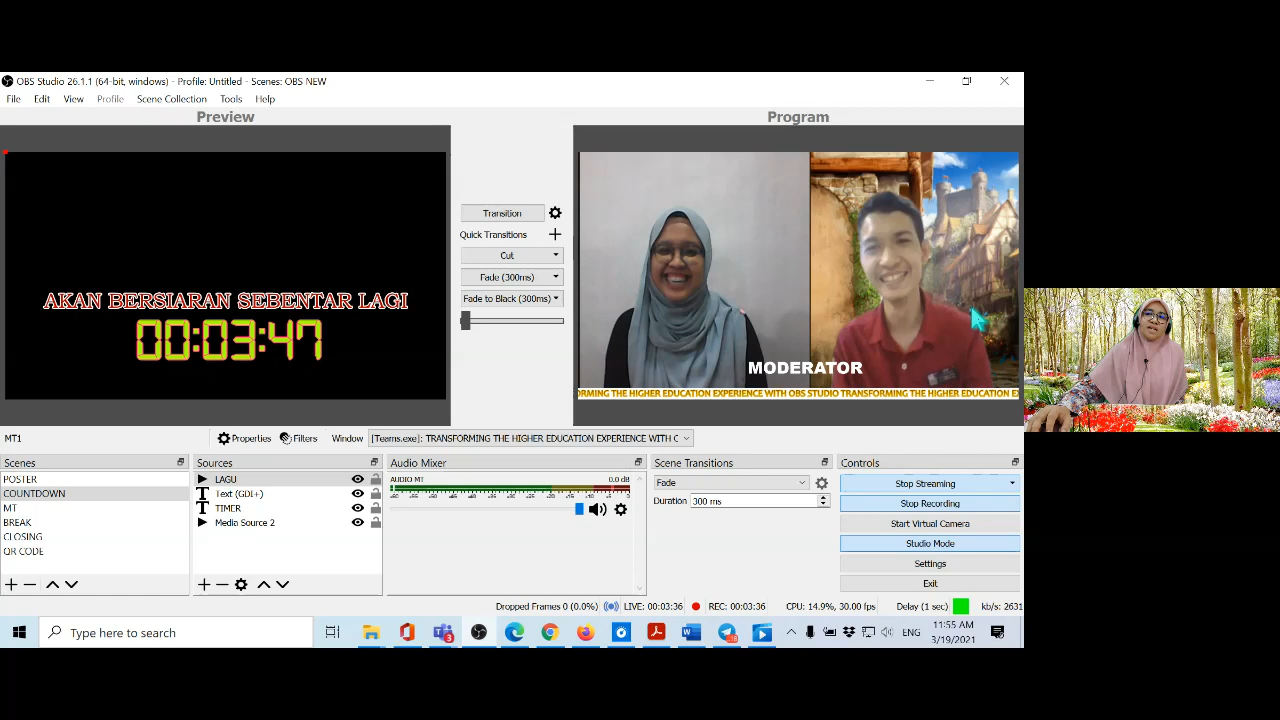 OBS Studio 26.1.1 (64-bit, windows) - Profile: Untitled - Scenes: OBS NEW
File Edit View Profile Scene Collection Tools Help
Preview
Program
AKAN BERSIARAN SEBENTAR LAGI
00:03:47
Transition
Quick Transitions
Cut
Fade (300ms)
Fade to Black (300ms)
MODERATOR
ORMING THE HIGHER EDUCATION EXPERIENCE WITH OBS STUDIO TRANSFORMING THE HIGHER EDUCATION EX
MT1
Properties Filters Window [Teams.exe]: TRANSFORMING THE HIGHER EDUCATION EXPERIENCE WITH C
Scenes
POSTER
COUNTDOWN
MT
BREAK
CLOSING
QR CODE
Sources
LAGU
Text (GDI+)
TIMER
Media Source 2
Audio Mixer
AUDIO MT 0.0 dB
Scene Transitions
Fade
Duration 300 ms
Controls
Stop Streaming
Stop Recording
Start Virtual Camera
Studio Mode
Settings
Exit
Dropped Frames 0 (0.0%) LIVE: 00:03:36 REC: 00:03:36 CPU: 14.9%, 30.00 fps Delay (1 sec) kb/s: 2631
Type here to search
3
ENG
11:55 AM
3/19/2021